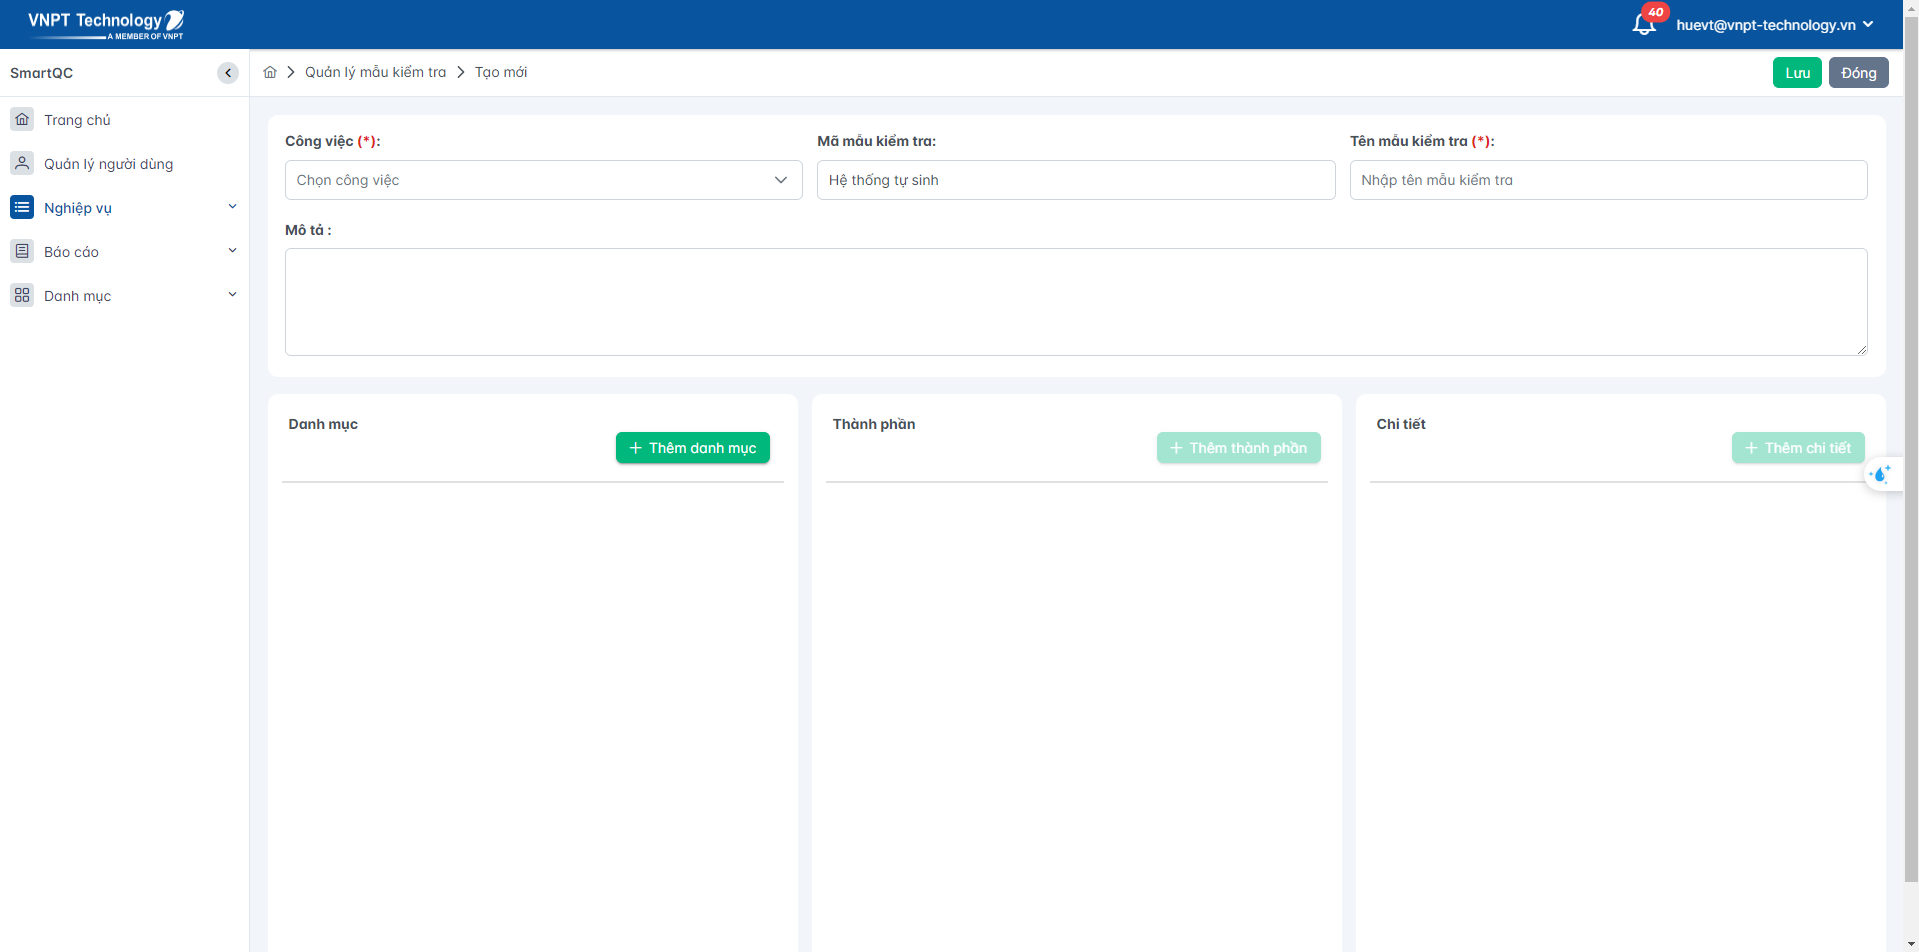 VNPT Technology
A MEMBER OF VNPT
40
huevt@vnpt-technology.vn
SmartQC
Quản lý mẫu kiểm tra
Tạo mới
Lưu
Đóng
Trang chủ
Quản lý người dùng
Nghiệp vụ
Báo cáo
Danh mục
Công việc (*):
Mã mẫu kiểm tra:
Tên mẫu kiểm tra (*):
Chọn công việc
Hệ thống tự sinh
Nhập tên mẫu kiểm tra
Mô tả :
Danh mục
Thêm danh mục
Thành phần
Thêm thành phần
Chi tiết
Thêm chi tiết